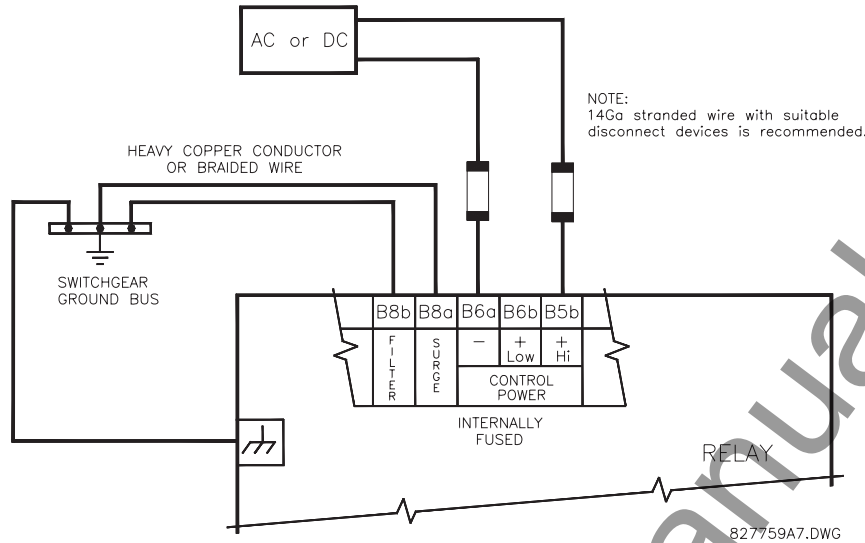 AC or DC
NOTE:
14Ga stranded wire with suitable
disconnect devices is recommended.
HEAVY COPPER CONDUCTOR
OR BRAIDED WIRE
SWITCHGEAR
GROUND BUS
B8b B8a B6a B6b B5b
FILTER
SURGE
−
+
Low
+
Hi
CONTROL
POWER
INTERNALLY
FUSED
RELAY
827759A7.DWG